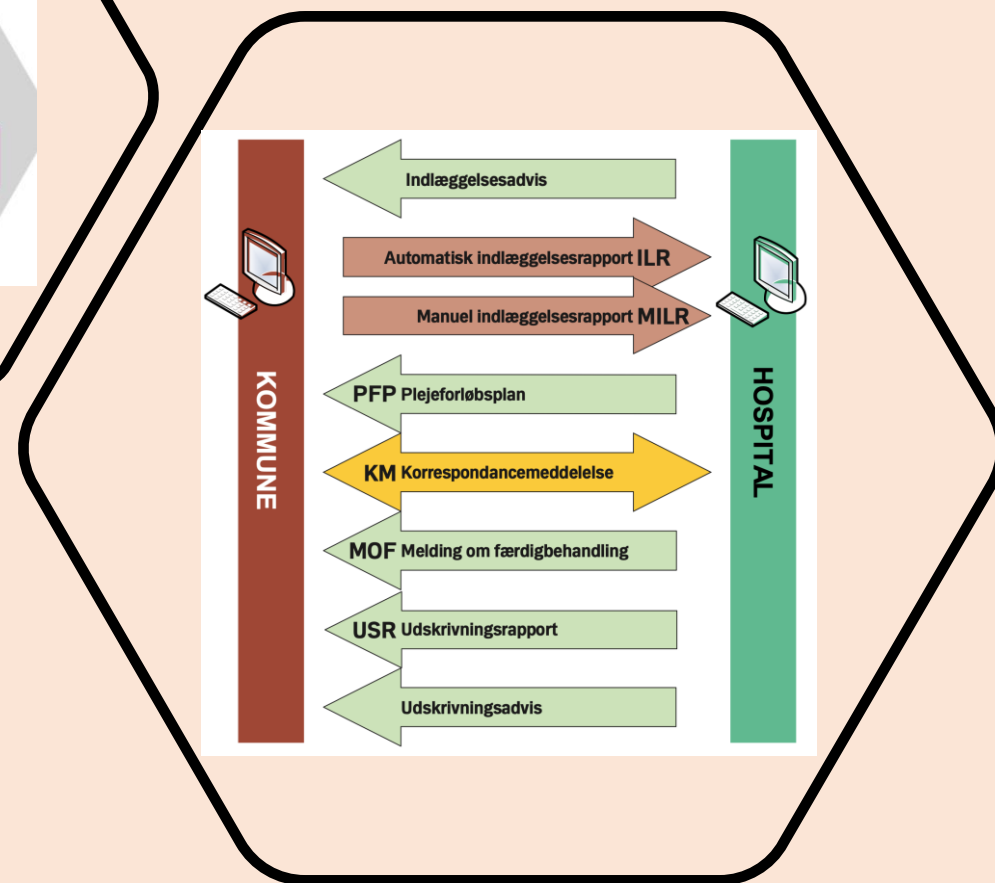 Indlæggelsesadvis
Automatisk indlæggelsesrapport ILR
Manuel indlæggelsesrapport MILR
KOMMUNE
HOSPITAL
PFP Plejeforløbsplan
KM Korrespondancemeddelelse
MOF Melding om færdigbehandling
USR Udskrivningsrapport
Udskrivningsadvis